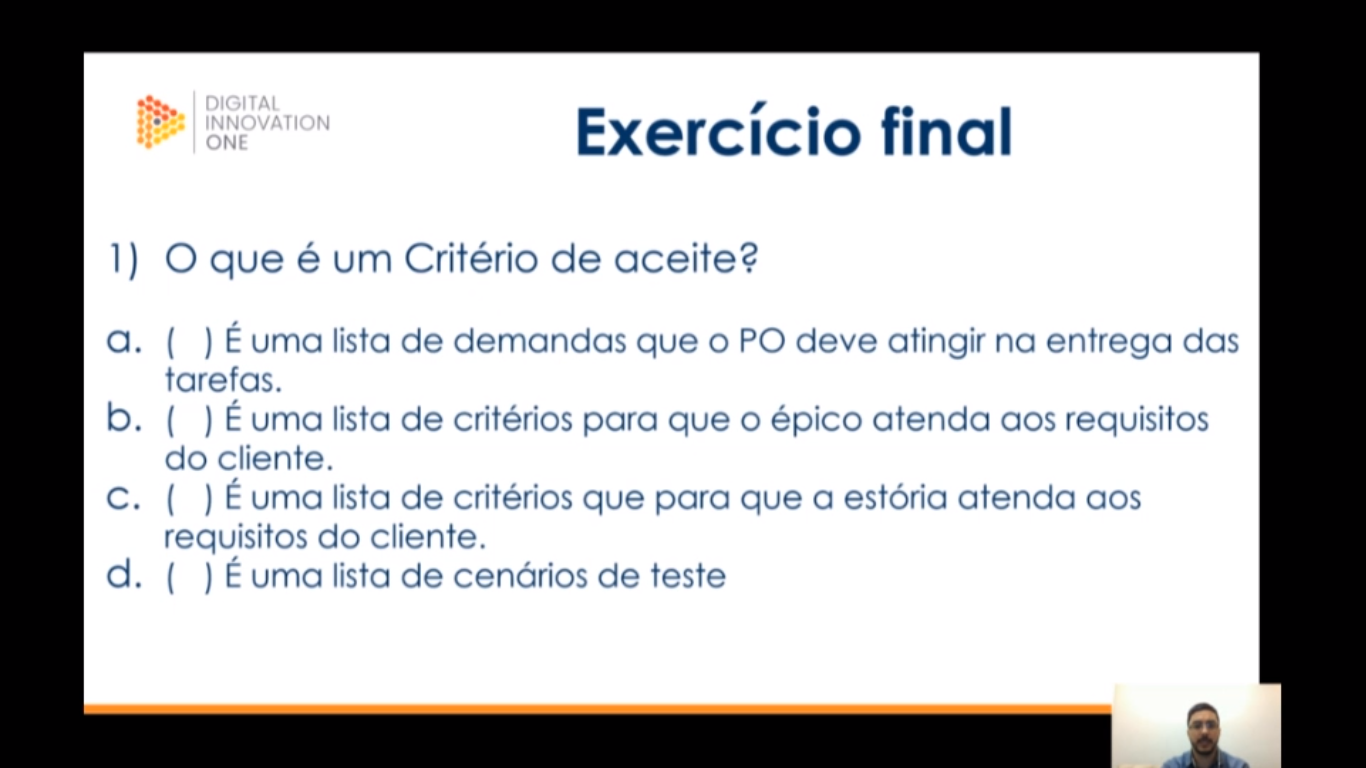 DIGITAL
INNOVATION
ONE
Exercício final
1) O que é um Critério de aceite?
a. ( ) É uma lista de demandas que o PO deve atingir na entrega das
tarefas.
b. ( ) É uma lista de critérios para que o épico atenda aos requisitos
do cliente.
c. ( ) É uma lista de critérios que para que a estória atenda aos
requisitos do cliente.
d. ( ) É uma lista de cenários de teste